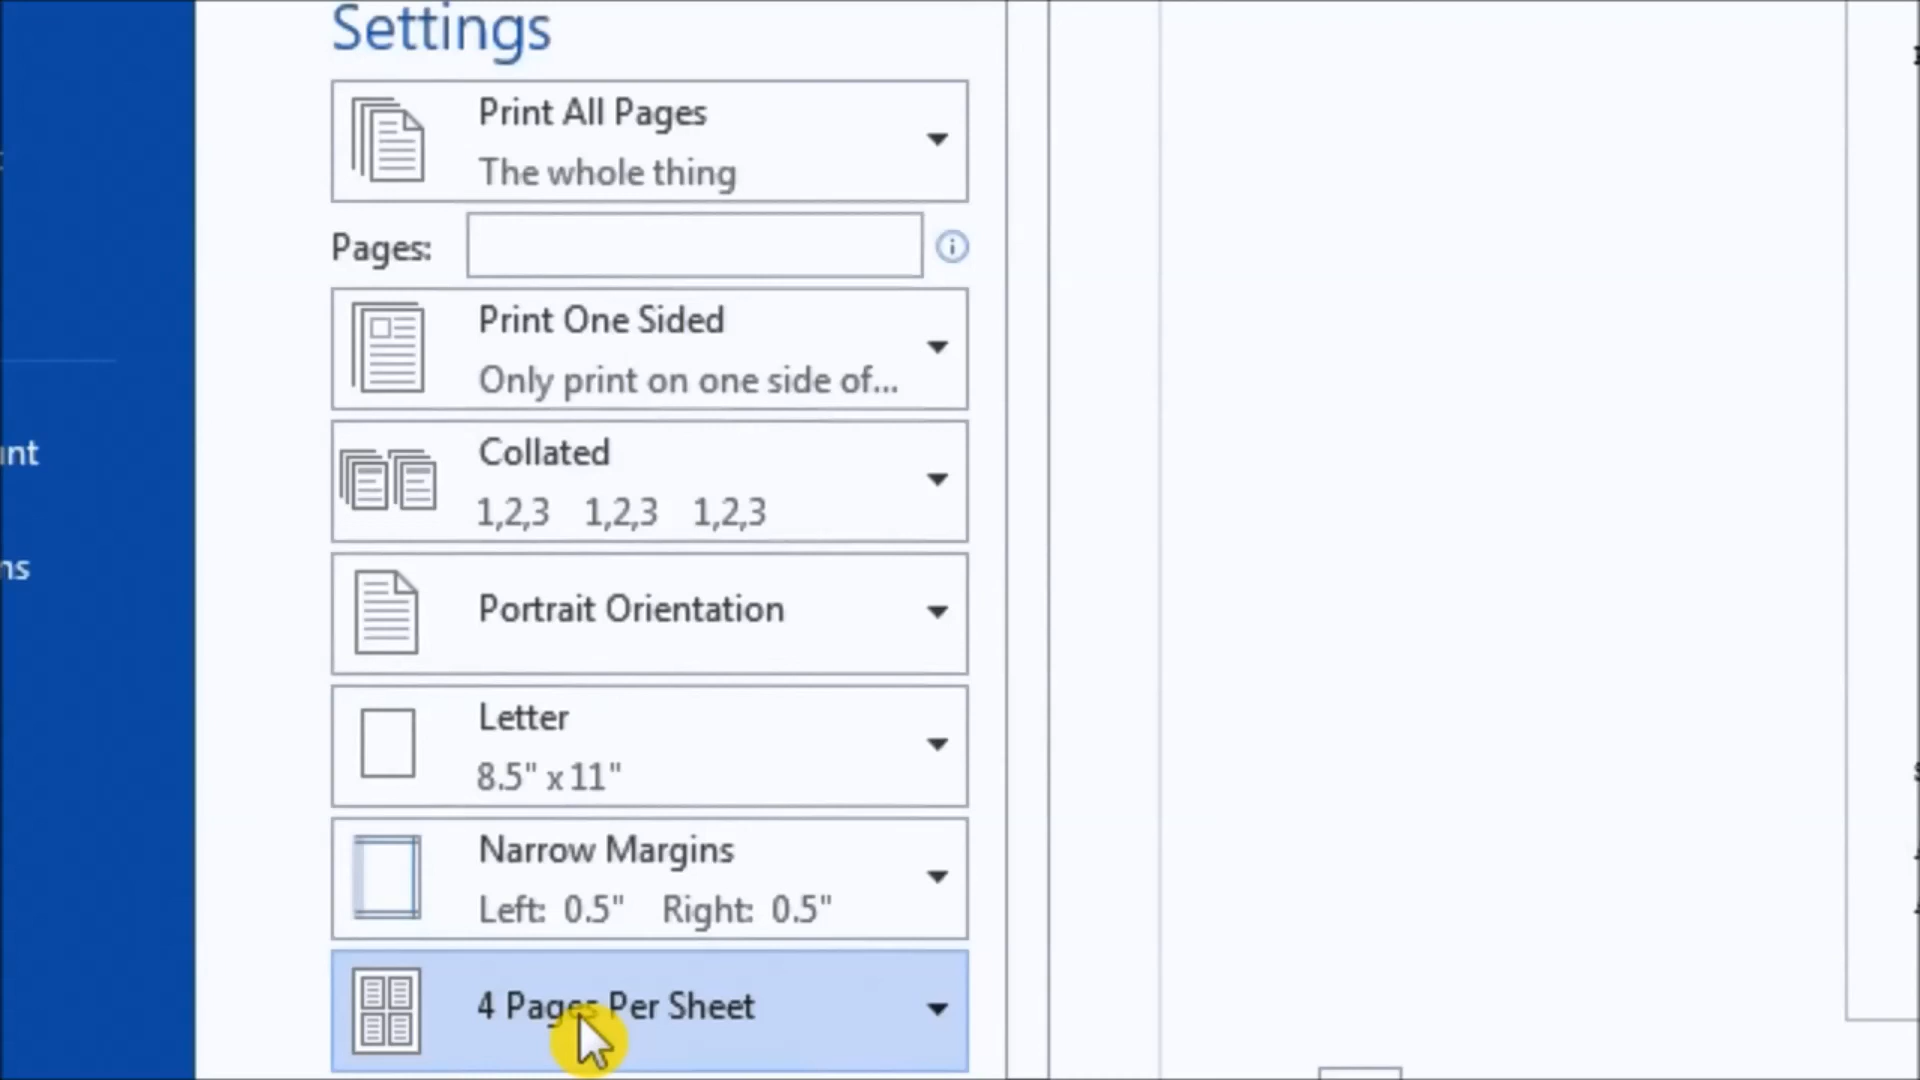 Settings
Print All Pages
The whole thing
Pages:
Print One Sided
Only print on one side of...
Collated
1,2,3 1,2,3 1,2,3
Portrait Orientation
Letter
8.5" x 11"
Narrow Margins
Left: 0.5" Right: 0.5"
4 Pages Per Sheet